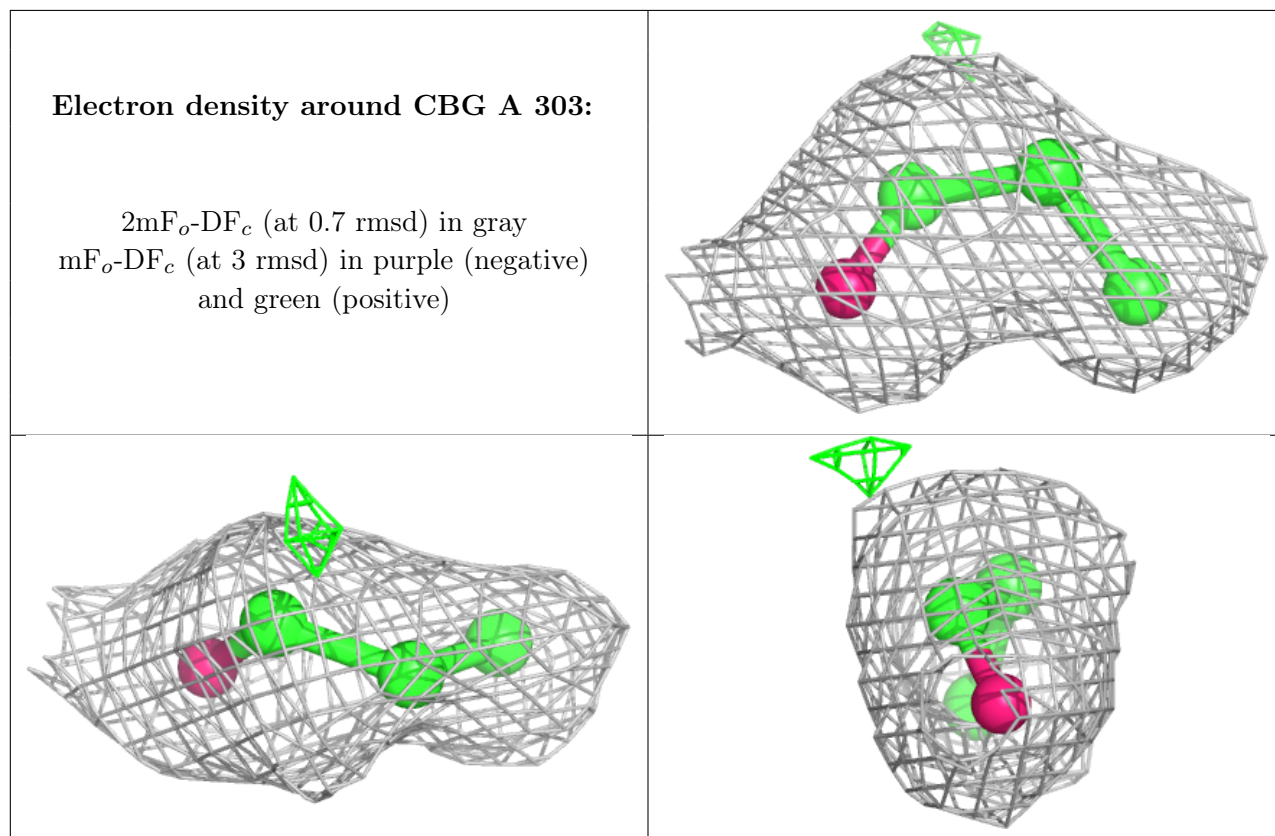 Electron density around CBG A 303:
2mFₒ-DF𝒸 (at 0.7 rmsd) in gray
mFₒ-DF𝒸 (at 3 rmsd) in purple (negative)
and green (positive)